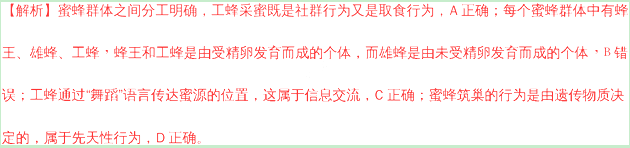 【解析】蜜蜂群体之间分工明确，工蜂采蜜既是社群行为又是取食行为，A 正确；每个蜜蜂群体中有蜂
王、雄蜂、工蜂，蜂王和工蜂是由受精卵发育而成的个体，而雄蜂是由未受精卵发育而成的个体，B 错
误；工蜂通过“舞蹈”语言传达蜜源的位置，这属于信息交流，C 正确；蜜蜂筑巢的行为是由遗传物质决
定的，属于先天性行为，D 正确。